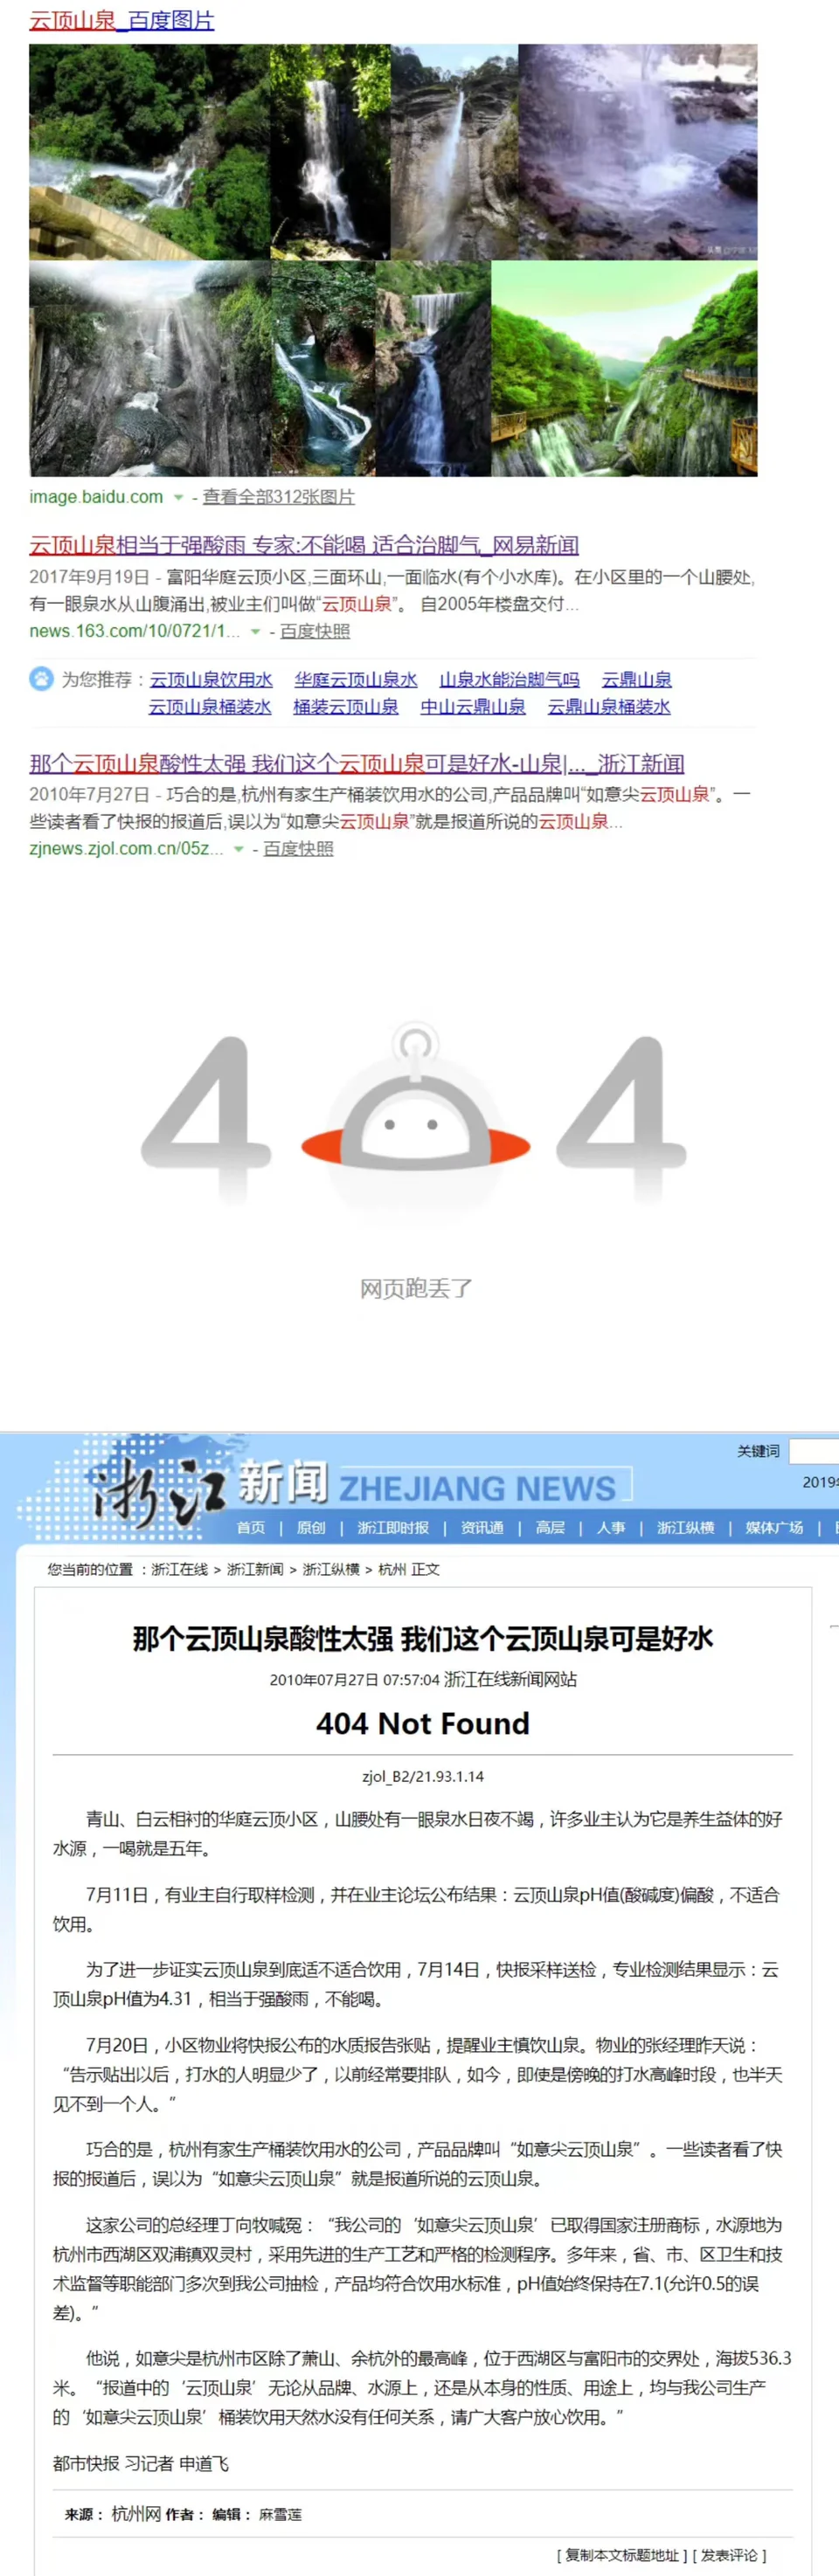 云顶山泉_百度图片
image.baidu.com - 查看全部312张图片
云顶山泉相当于强酸雨 专家:不能喝 适合治脚气_网易新闻
2017年9月19日 - 富阳华庭云顶小区,三面环山,一面临水(有个小水库)。在小区里的一个山腰处,
有一眼泉水从山腹涌出,被业主们叫做“云顶山泉”。 自2005年楼盘交付...
news.163.com/10/0721/1... - 百度快照
为您推荐：云顶山泉饮用水 华庭云顶山泉水 山泉水能治脚气吗 云鼎山泉
云顶山泉桶装水 桶装云顶山泉 中山云鼎山泉 云鼎山泉桶装水
那个云顶山泉酸性太强 我们这个云顶山泉可是好水-山泉|..._浙江新闻
2010年7月27日 - 巧合的是,杭州有家生产桶装饮用水的公司,产品品牌叫“如意尖云顶山泉”。一
些读者看了快报的报道后,误以为“如意尖云顶山泉”就是报道所说的云顶山泉...
zjnews.zjol.com.cn/05z... - 百度快照
4 4
网页跑丢了
关键词
浙江新闻 ZHEJIANG NEWS
2019
首页 | 原创 | 浙江即时报 | 资讯通 | 高层 | 人事 | 浙江纵横 | 媒体广场 |
您当前的位置 ：浙江在线 > 浙江新闻 > 浙江纵横 > 杭州 正文
那个云顶山泉酸性太强 我们这个云顶山泉可是好水
2010年07月27日 07:57:04 浙江在线新闻网站
404 Not Found
zjol_B2/21.93.1.14
青山、白云相衬的华庭云顶小区，山腰处有一眼泉水日夜不竭，许多业主认为它是养生益体的好
水源，一喝就是五年。
7月11日，有业主自行取样检测，并在业主论坛公布结果：云顶山泉pH值(酸碱度)偏酸，不适合
饮用。
为了进一步证实云顶山泉到底适不适合饮用，7月14日，快报采样送检，专业检测结果显示：云
顶山泉pH值为4.31，相当于强酸雨，不能喝。
7月20日，小区物业将快报公布的水质报告张贴，提醒业主慎饮山泉。物业的张经理昨天说：
“告示贴出以后，打水的人明显少了，以前经常要排队，如今，即使是傍晚的打水高峰时段，也半天
见不到一个人。”
巧合的是，杭州有家生产桶装饮用水的公司，产品品牌叫“如意尖云顶山泉”。一些读者看了快
报的报道后，误以为“如意尖云顶山泉”就是报道所说的云顶山泉。
这家公司的总经理丁向牧喊冤：“我公司的‘如意尖云顶山泉’已取得国家注册商标，水源地为
杭州市西湖区双浦镇双灵村，采用先进的生产工艺和严格的检测程序。多年来，省、市、区卫生和技
术监督等职能部门多次到我公司抽检，产品均符合饮用水标准，pH值始终保持在7.1(允许0.5的误
差)。”
他说，如意尖是杭州市区除了萧山、余杭外的最高峰，位于西湖区与富阳市的交界处，海拔536.3
米。“报道中的‘云顶山泉’无论从品牌、水源上，还是从本身的性质、用途上，均与我公司生产
的‘如意尖云顶山泉’桶装饮用天然水没有任何关系，请广大客户放心饮用。”
都市快报 习记者 申道飞
来源： 杭州网 作者： 编辑： 麻雪莲
[ 复制本文标题地址 ] [ 发表评论 ]